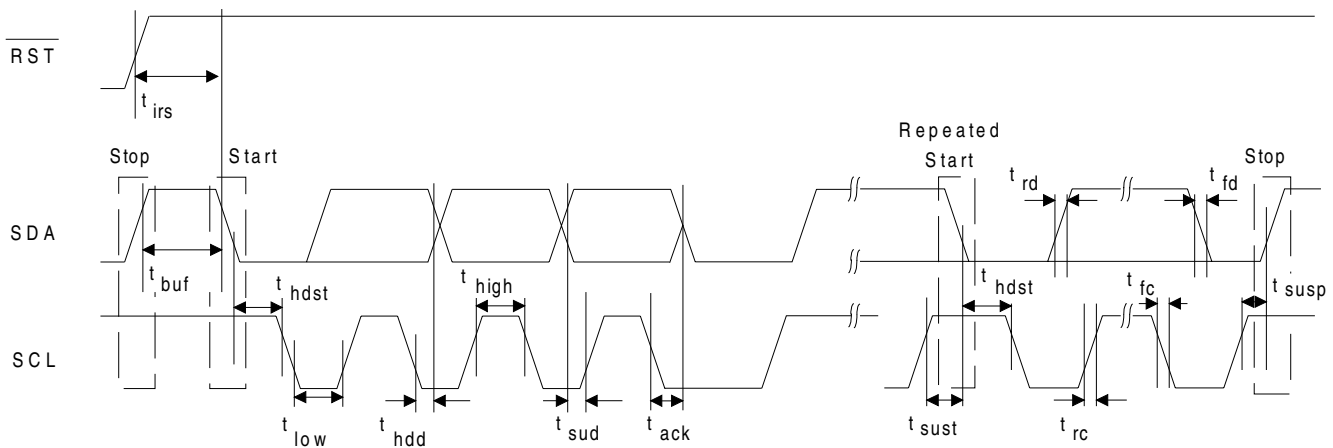 RST
t irs
Repeated
Stop Start Start Stop
t rd t fd
SDA
t buf t hdst t high t hdst t fc t susp
SCL
t low t hdd t sud t ack t sust t rc